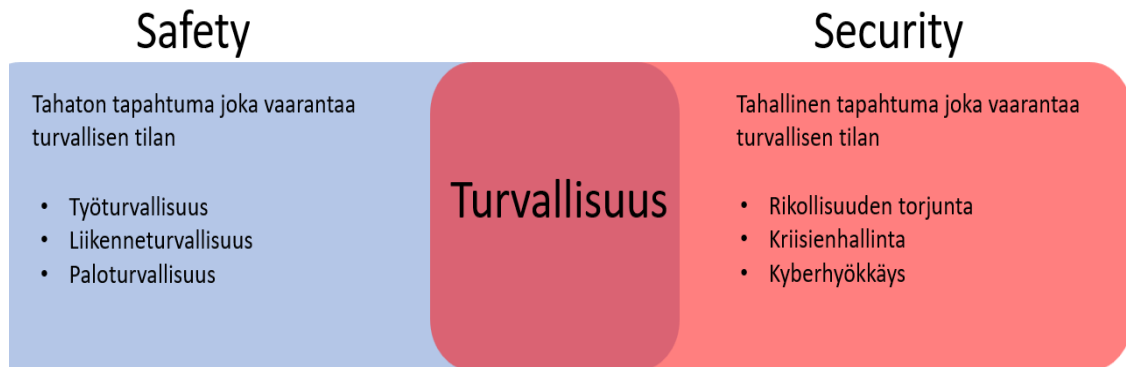 Safety
Tahaton tapahtuma joka vaarantaa
turvallisen tilan
• Työturvallisuus
• Liikenneturvallisuus
• Paloturvallisuus
Turvallisuus
Security
Tahallinen tapahtuma joka vaarantaa
turvallisen tilan
• Rikollisuuden torjunta
• Kriisienhallinta
• Kyberhyökkäys